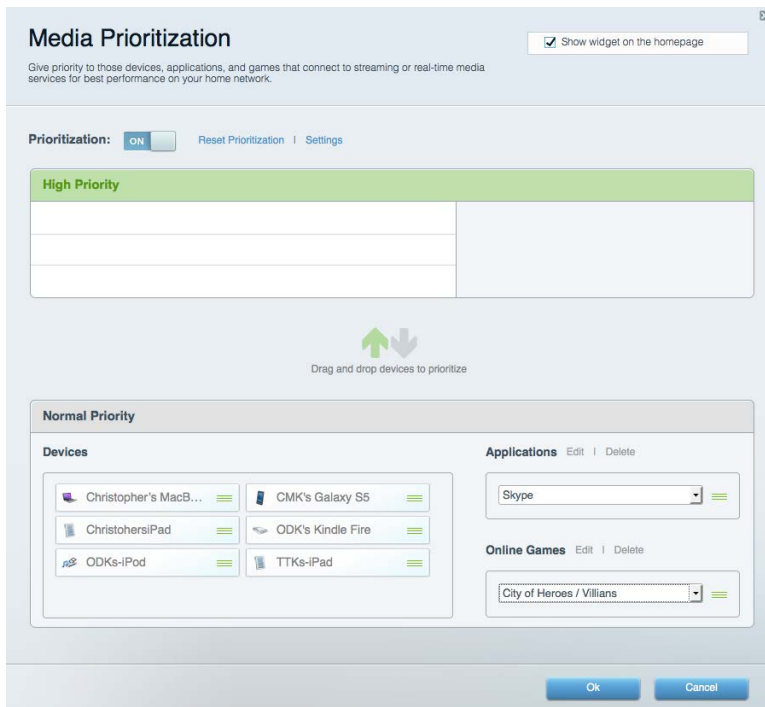 Media Prioritization
Show widget on the homepage
Give priority to those devices, applications, and games that connect to streaming or real-time media
services for best performance on your home network.
Prioritization: ON Reset Prioritization | Settings
High Priority
Drag and drop devices to prioritize
Normal Priority
Devices
Christopher's MacB...
CMK's Galaxy S5
ChristohersiPad
ODK's Kindle Fire
ODKs-iPod
TTKs-iPad
Applications Edit | Delete
Skype
Online Games Edit | Delete
City of Heroes / Villians
Ok
Cancel